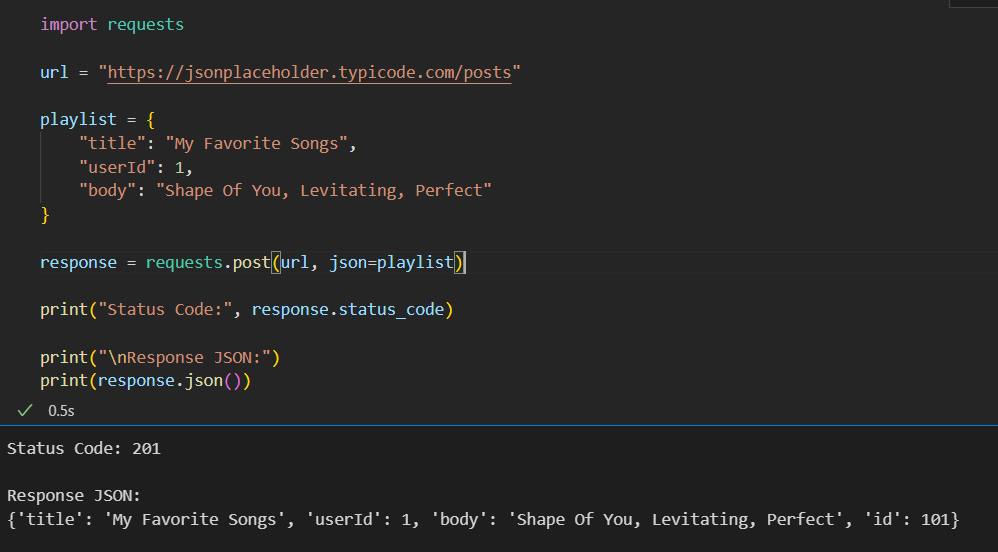 import requests
url = "https://jsonplaceholder.typicode.com/posts"
playlist = {
    "title": "My Favorite Songs",
    "userId": 1,
    "body": "Shape Of You, Levitating, Perfect"
}
response = requests.post(url, json=playlist)
print("Status Code:", response.status_code)
print("\nResponse JSON:")
print(response.json())
0.5s
Status Code: 201
Response JSON:
{'title': 'My Favorite Songs', 'userId': 1, 'body': 'Shape Of You, Levitating, Perfect', 'id': 101}